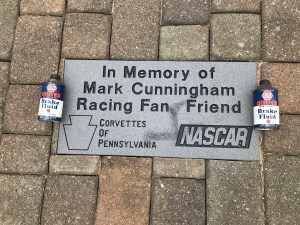 In Memory of
Mark Cunningham
Racing Fan Friend
CORVETTES
OF
PENNSYLVANIA
NASCAR
Brake
Fluid
Brake
Fluid